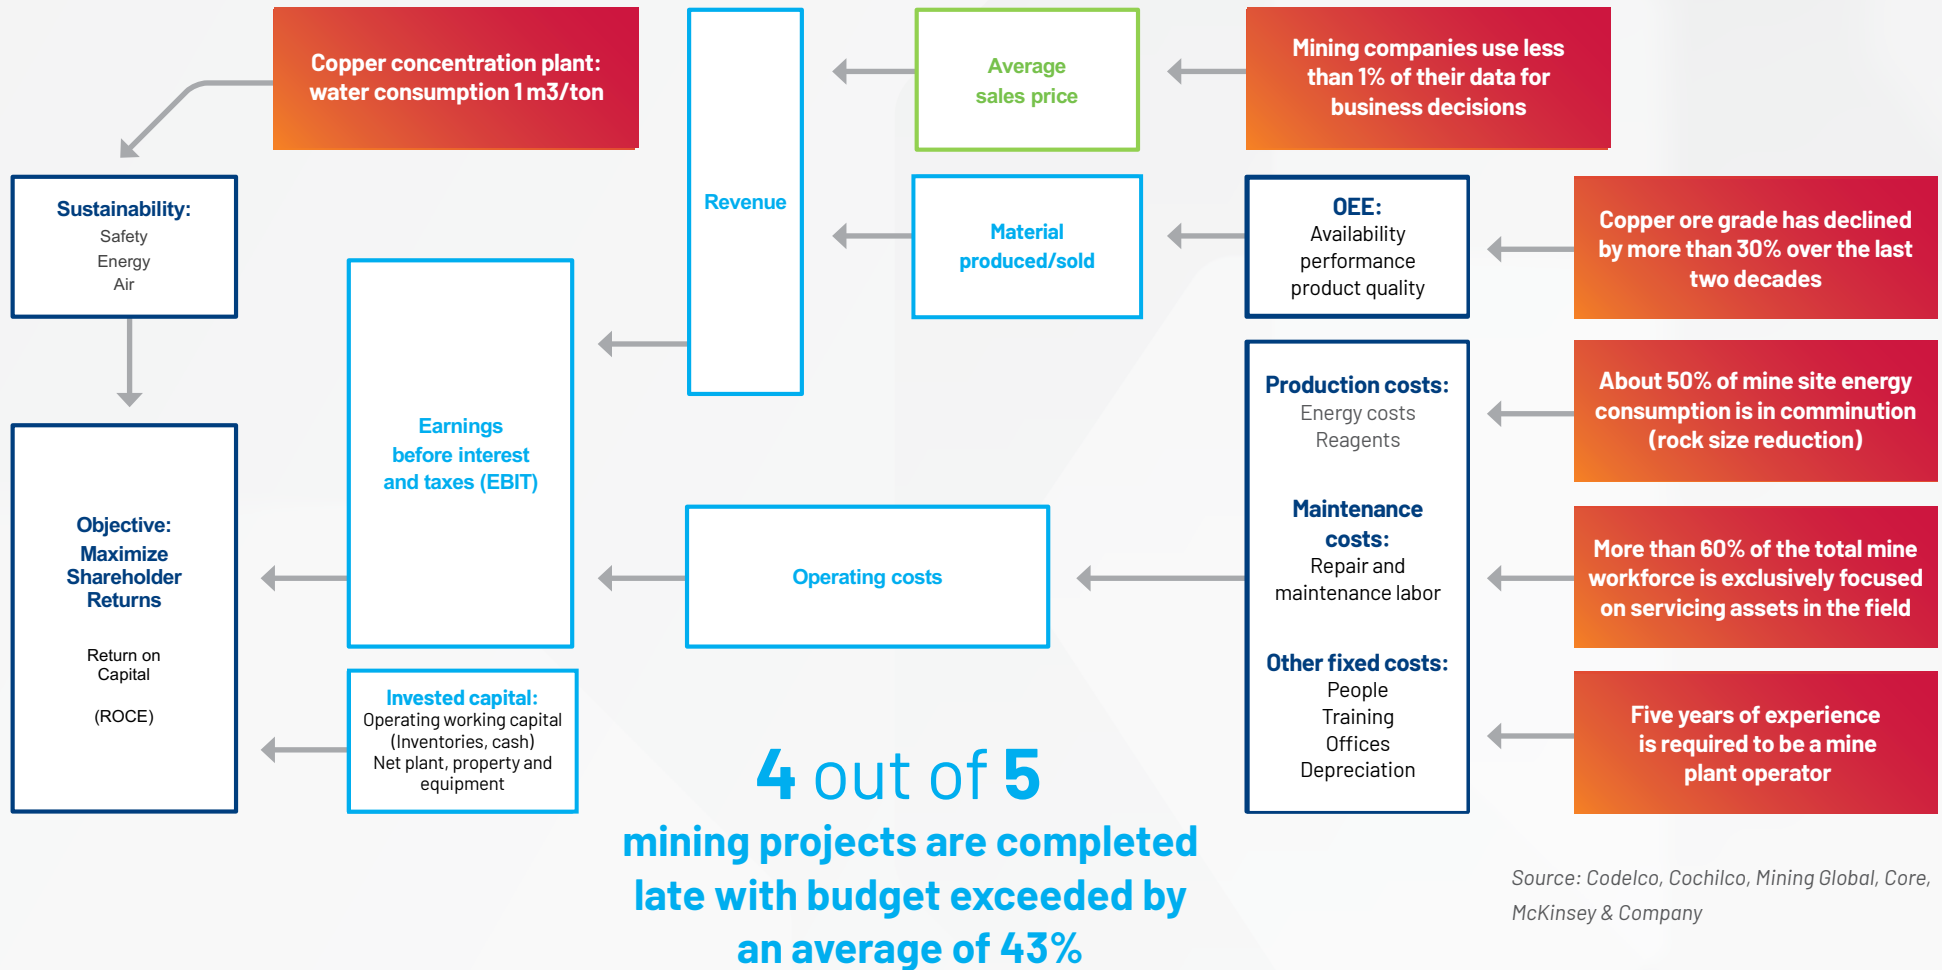 Copper concentration plant:
water consumption 1 m3/ton
Average
sales price
Mining companies use less
than 1% of their data for
business decisions
Sustainability:
Safety
Energy
Air
Revenue
Material
produced/sold
OEE:
Availability
performance
product quality
Copper ore grade has declined
by more than 30% over the last
two decades
Earnings
before interest
and taxes (EBIT)
Production costs:
Energy costs
Reagents
About 50% of mine site energy
consumption is in comminution
(rock size reduction)
Objective:
Maximize
Shareholder
Returns
Return on
Capital
(ROCE)
Operating costs
Maintenance
costs:
Repair and
maintenance labor
More than 60% of the total mine
workforce is exclusively focused
on servicing assets in the field
Invested capital:
Operating working capital
(Inventories, cash)
Net plant, property and
equipment
Other fixed costs:
People
Training
Offices
Depreciation
Five years of experience
is required to be a mine
plant operator
4 out of 5
mining projects are completed
late with budget exceeded by
an average of 43%
Source: Codelco, Cochilco, Mining Global, Core,
McKinsey & Company